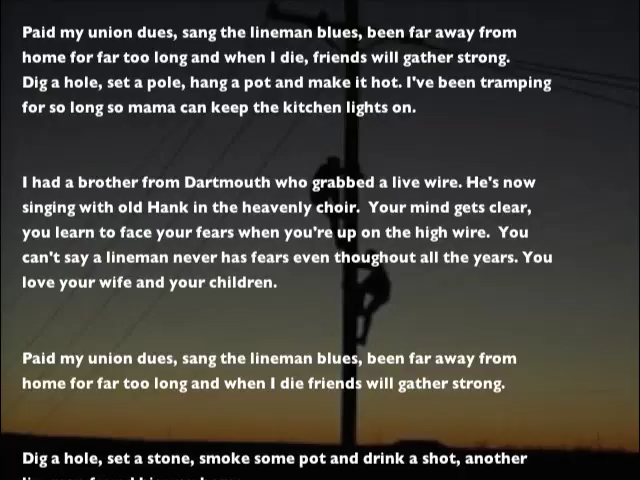 Paid my union dues, sang the lineman blues, been far away from
home for far too long and when I die, friends will gather strong.
Dig a hole, set a pole, hang a pot and make it hot. I've been tramping
for so long so mama can keep the kitchen lights on.
I had a brother from Dartmouth who grabbed a live wire. He's now
singing with old Hank in the heavenly choir.  Your mind gets clear,
you learn to face your fears when you're up on the high wire.  You
can't say a lineman never has fears even thoughout all the years. You
love your wife and your children.
Paid my union dues, sang the lineman blues, been far away from
home for far too long and when I die friends will gather strong.
Dig a hole, set a stone, smoke some pot and drink a shot, another